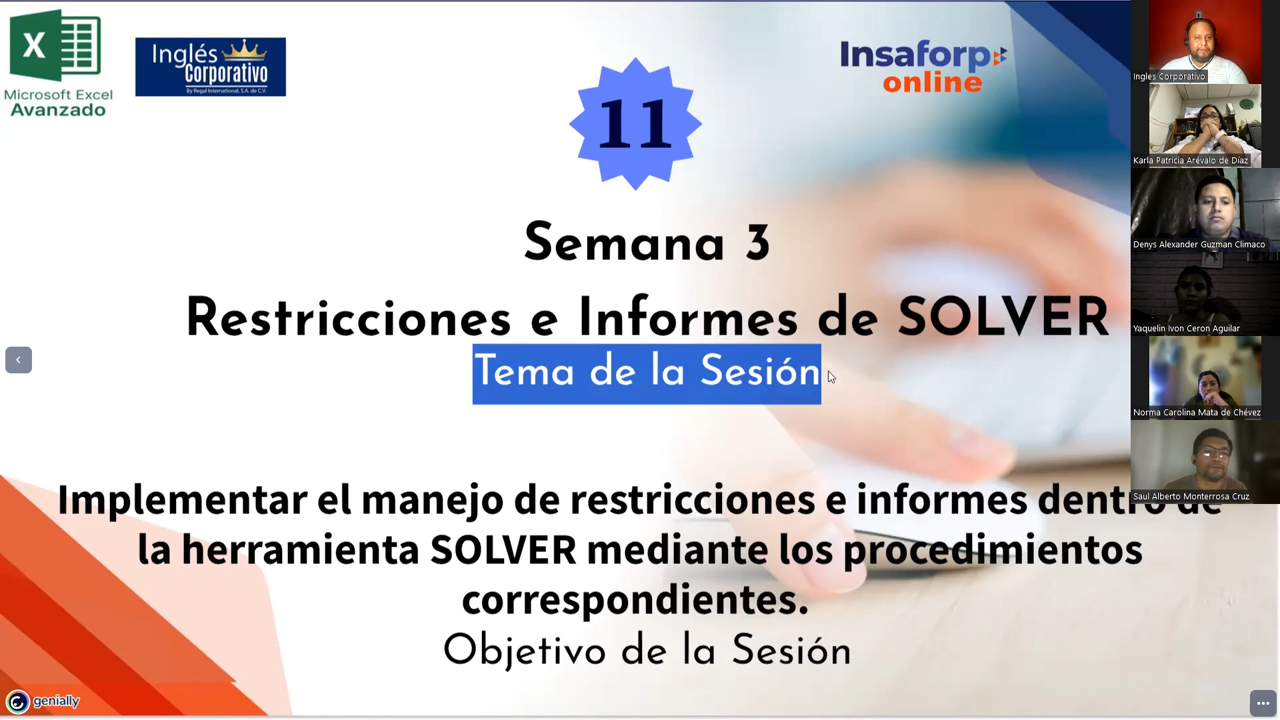 Microsoft Excel
Avanzado
Inglés
Corporativo
By Regal International, S.A. de C.V.
Insaforp
online
11
Semana 3
Restricciones e Informes de SOLVER
Tema de la Sesión
Implementar el manejo de restricciones e informes dentro de
la herramienta SOLVER mediante los procedimientos
correspondientes.
Objetivo de la Sesión
genially
Ingles Corporativo
Karla Patricia Arévalo de Díaz
Denys Alexander Guzman Climaco
Yaquelin Ivon Ceron Aguilar
Norma Carolina Mata de Chévez
Saul Alberto Monterrosa Cruz